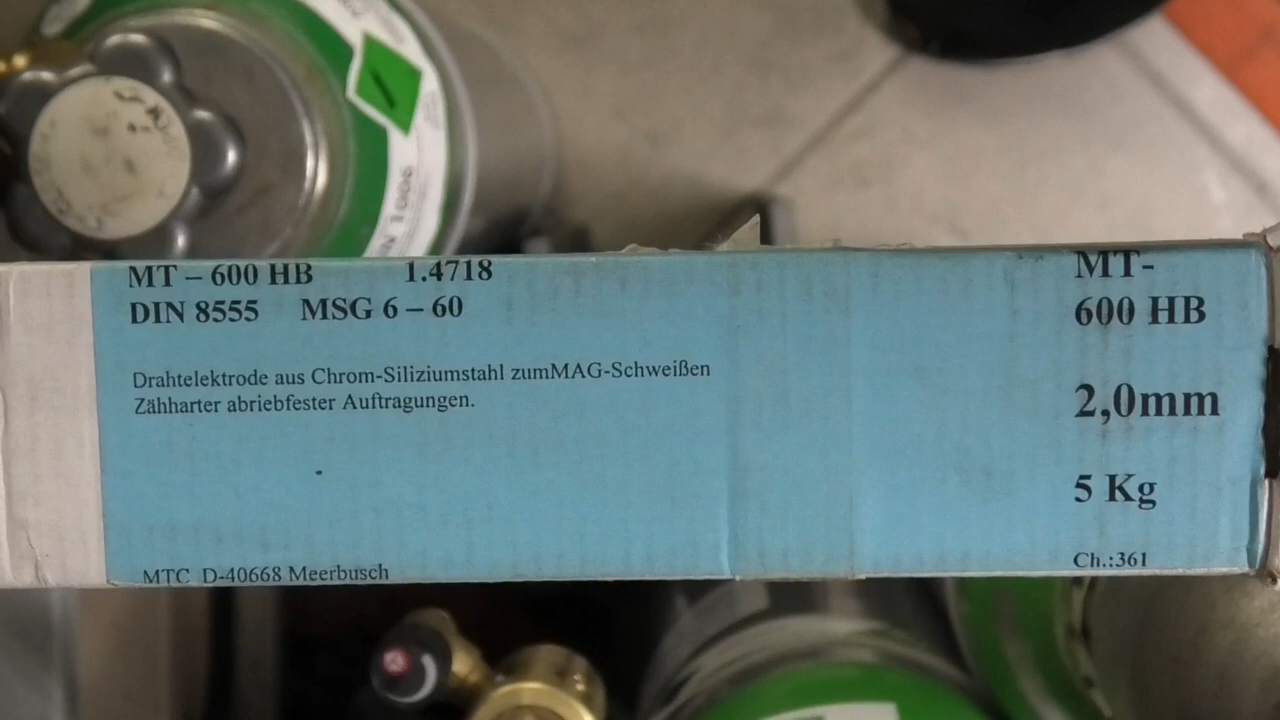 N 1006
MT – 600 HB 1.4718
DIN 8555 MSG 6 – 60
Drahtelektrode aus Chrom-Siliziumstahl zumMAG-Schweißen
Zähharter abriebfester Auftragungen.
MTC D-40668 Meerbusch
MT-
600 HB
2,0mm
5 Kg
Ch.:361